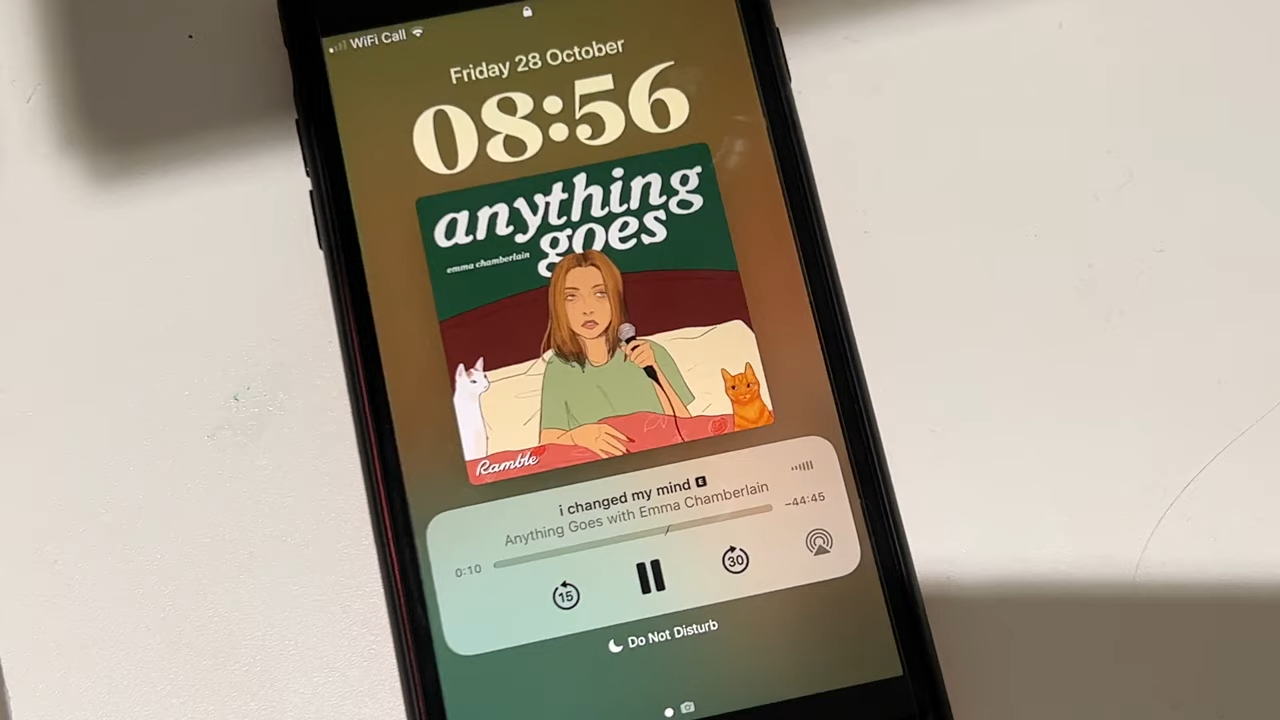 WiFi Call
Friday 28 October
08:56
anything
goes
emma chamberlain
Ramble
i changed my mind E
Anything Goes with Emma Chamberlain
0:10
-44:45
15
30
Do Not Disturb